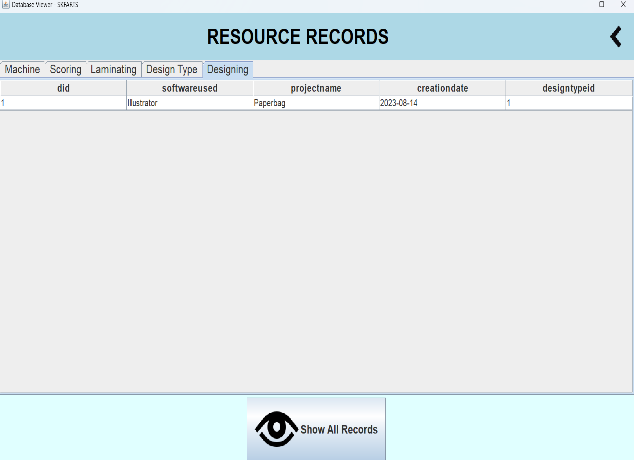 Database Viewer - SKFARTS
RESOURCE RECORDS
Machine Scoring Laminating Design Type Designing
did softwareused projectname creationdate designtypeid
1 Illustrator Paperbag 2023-08-14 1
Show All Records